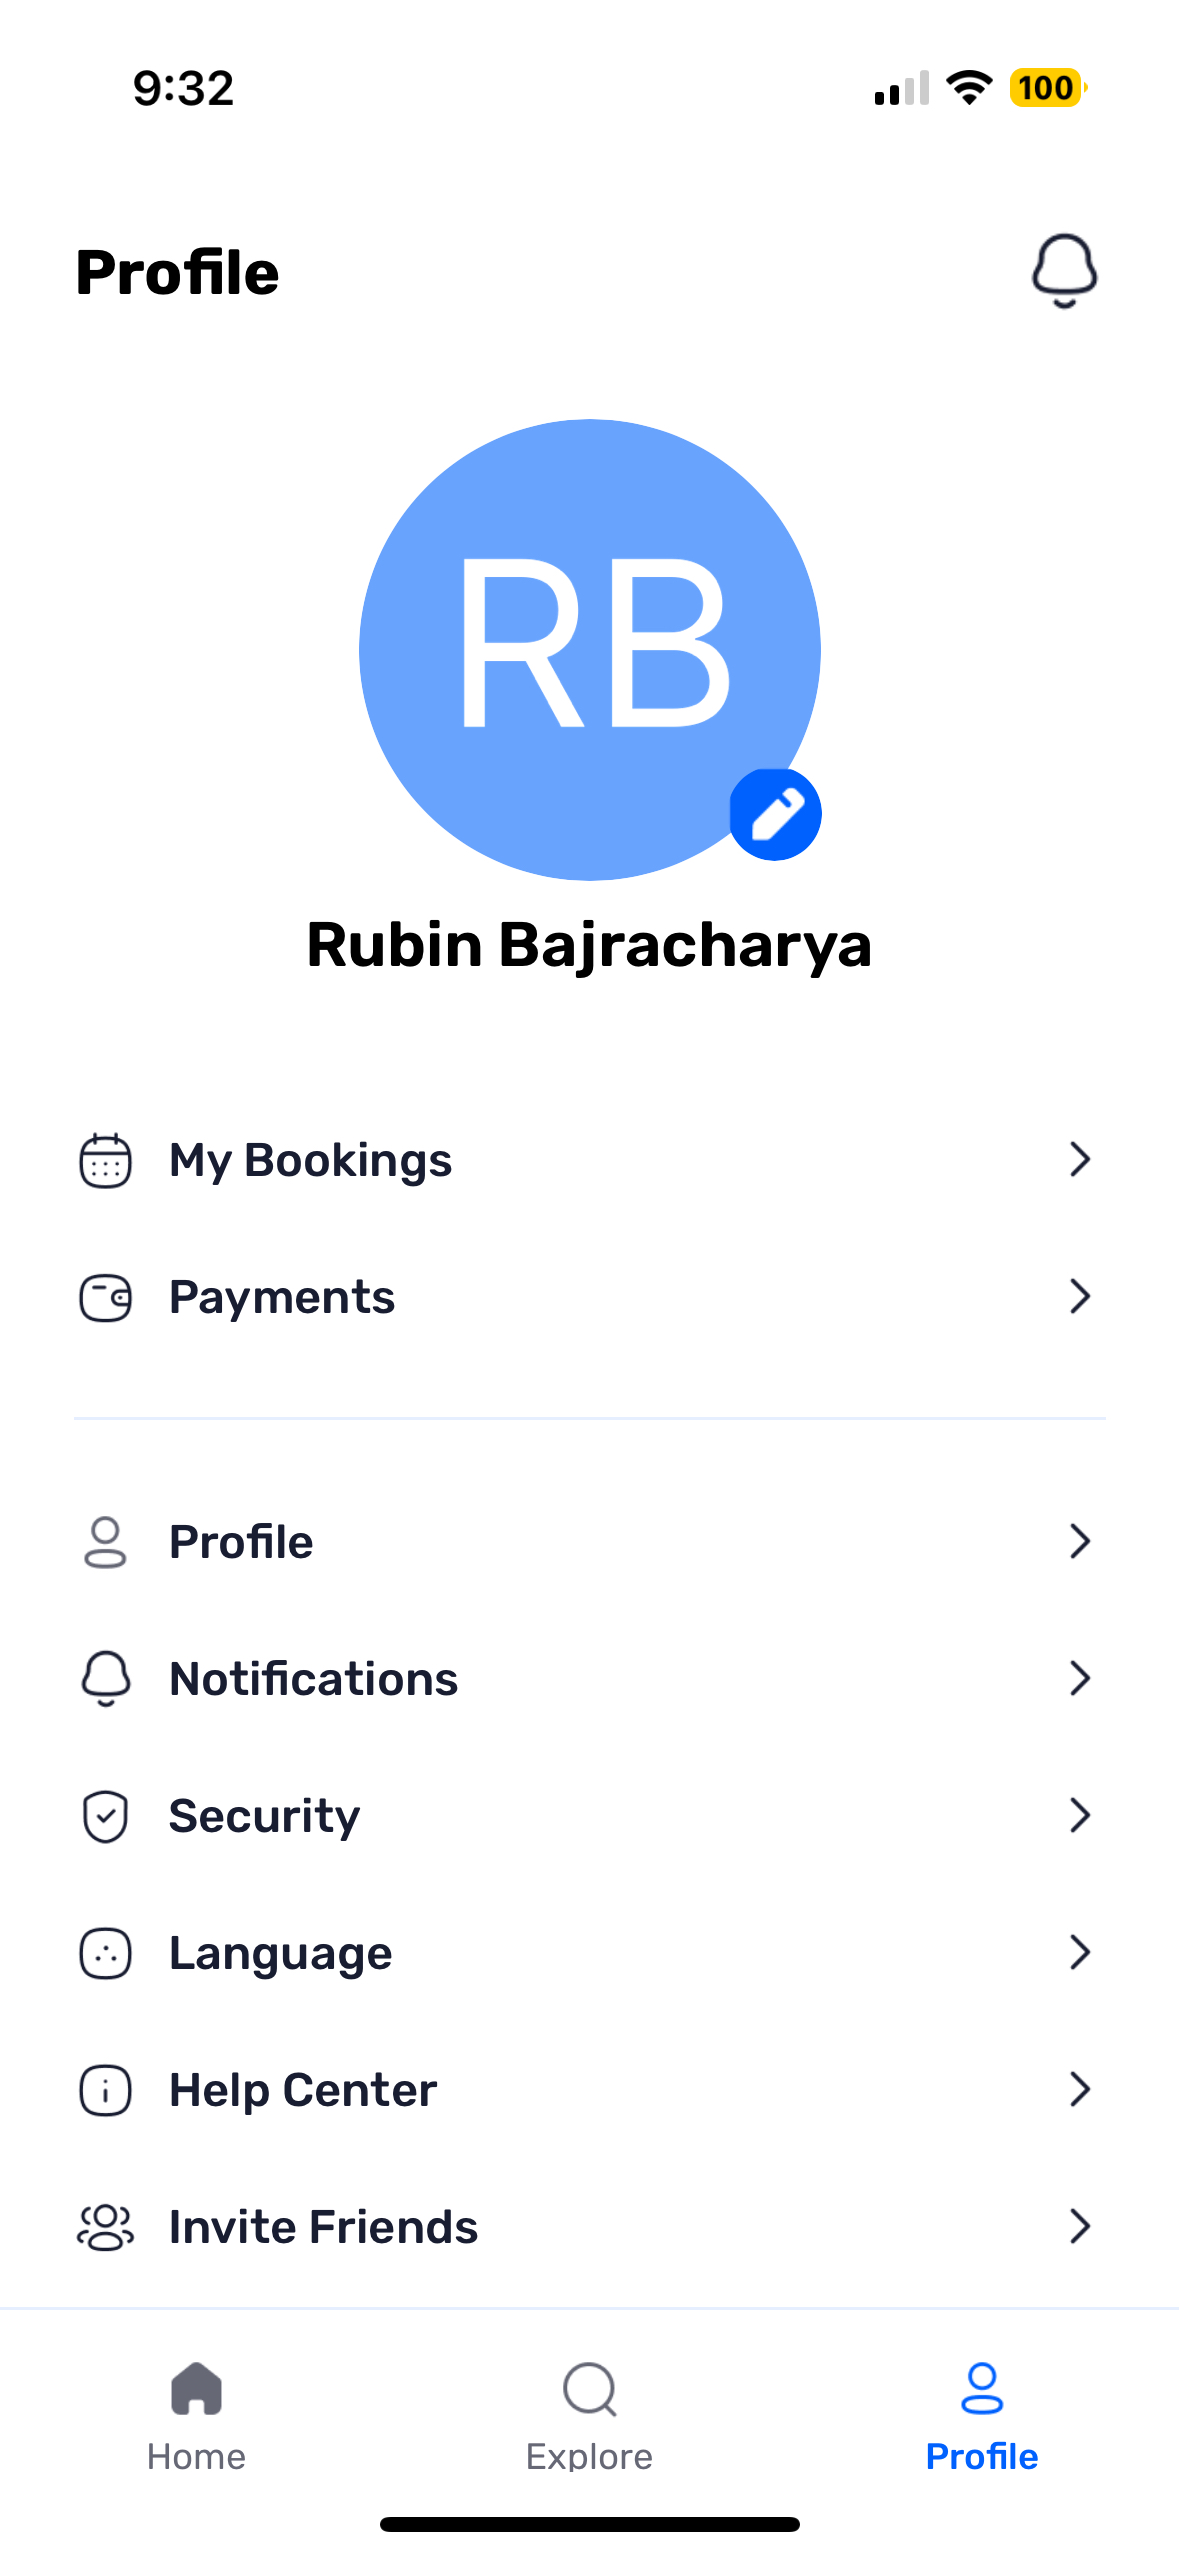 9:32
100
Profile
RB
Rubin Bajracharya
My Bookings
Payments
Profile
Notifications
Security
Language
Help Center
Invite Friends
Home
Explore
Profile